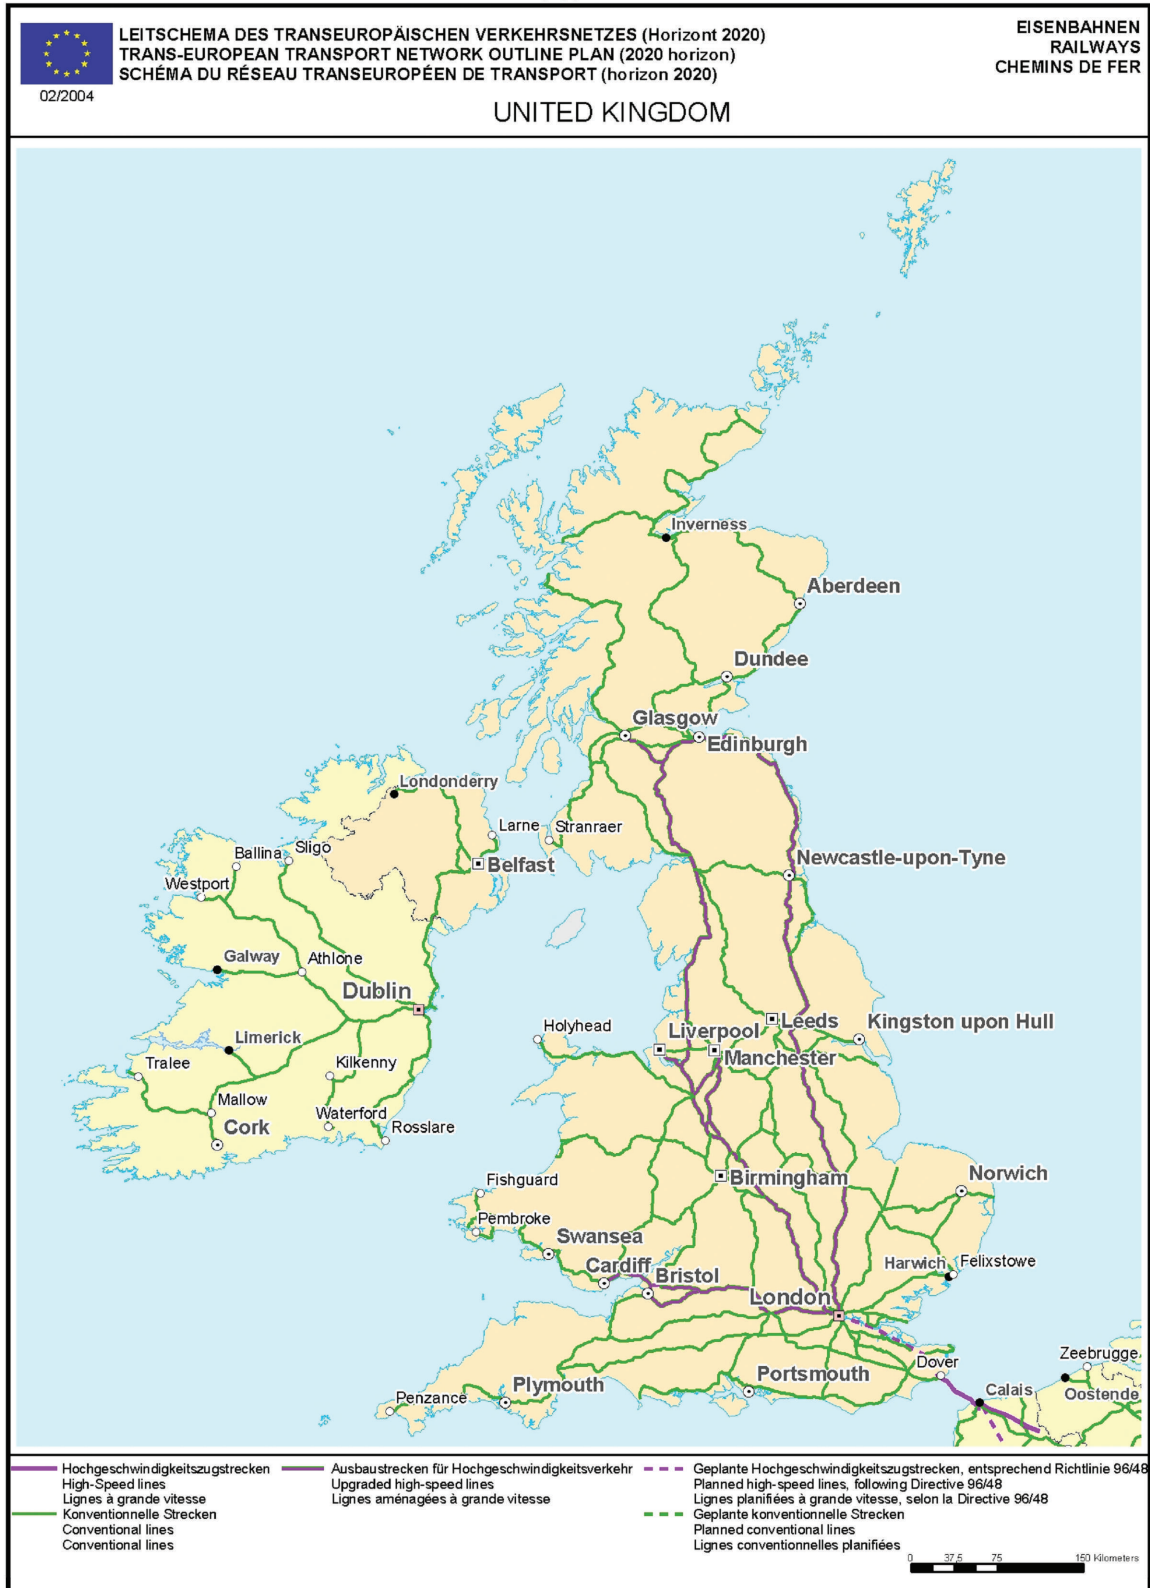 LEITSCHEMA DES TRANSEUROPÄISCHEN VERKEHRSNETZES (Horizont 2020)
TRANS-EUROPEAN TRANSPORT NETWORK OUTLINE PLAN (2020 horizon)
SCHÉMA DU RÉSEAU TRANSEUROPÉEN DE TRANSPORT (horizon 2020)
02/2004
EISENBAHNEN
RAILWAYS
CHEMINS DE FER
UNITED KINGDOM
Inverness
Aberdeen
Dundee
Glasgow
Edinburgh
Londonderry
Larne
Stranraer
Ballina
Sligo
Belfast
Newcastle-upon-Tyne
Westport
Galway
Athlone
Dublin
Leeds
Kingston upon Hull
Holyhead
Liverpool
Manchester
Limerick
Tralee
Kilkenny
Mallow
Cork
Waterford
Rosslare
Birmingham
Norwich
Fishguard
Pembroke
Swansea
Cardiff
Bristol
Harwich
Felixstowe
London
Dover
Zeebrugge
Portsmouth
Plymouth
Penzance
Calais
Oostende
Hochgeschwindigkeitszugstrecken
High-Speed lines
Lignes à grande vitesse
Konventionelle Strecken
Conventional lines
Conventional lines
Ausbaustrecken für Hochgeschwindigkeitsverkehr
Upgraded high-speed lines
Lignes aménagées à grande vitesse
Geplante Hochgeschwindigkeitszugstrecken, entsprechend Richtlinie 96/48
Planned high-speed lines, following Directive 96/48
Lignes planifiées à grande vitesse, selon la Directive 96/48
Geplante konventionelle Strecken
Planned conventional lines
Lignes conventionnelles planifiées
0 37,5 75 150 Kilometers